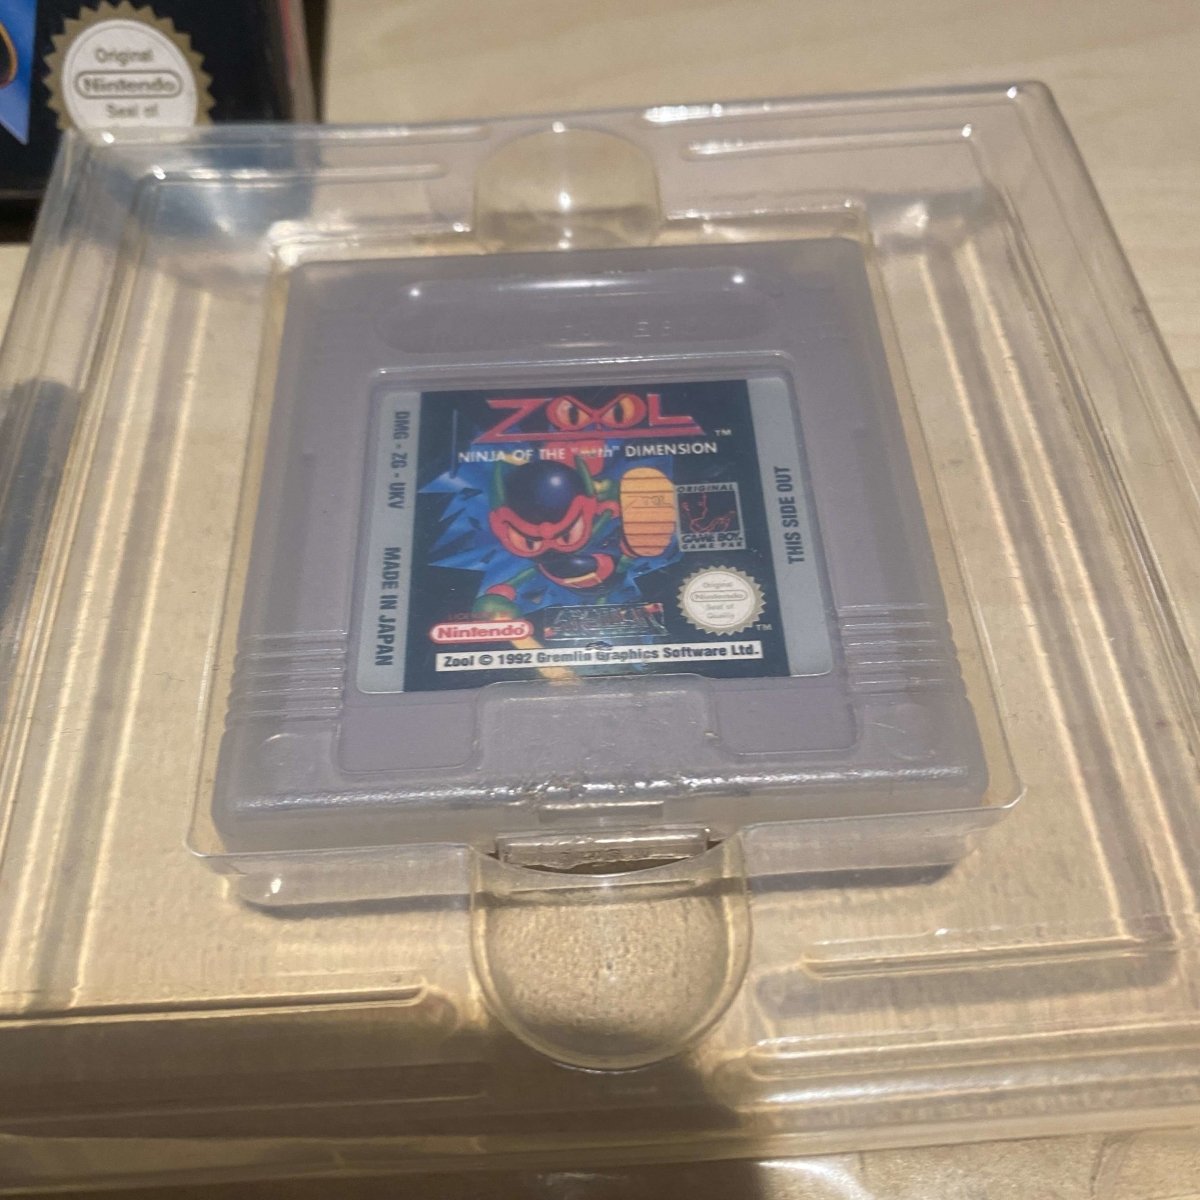 Original
Nintendo
Seal of
ZOOL
TM
NINJA OF THE "nth" DIMENSION
DMG - ZG - UKV
MADE IN JAPAN
THIS SIDE OUT
ORIGINAL
GAME BOY
GAME PAK
Original
Nintendo
Seal of
Quality
TM
Nintendo
Zool © 1992 Gremlin Graphics Software Ltd.